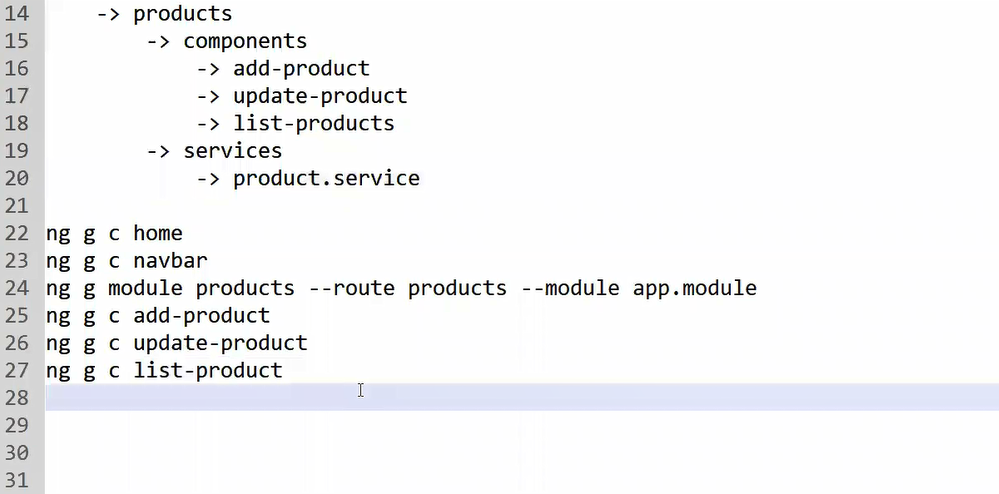 14 -> products
15 -> components
16 -> add-product
17 -> update-product
18 -> list-products
19 -> services
20 -> product.service
21
22 ng g c home
23 ng g c navbar
24 ng g module products --route products --module app.module
25 ng g c add-product
26 ng g c update-product
27 ng g c list-product
28
29
30
31